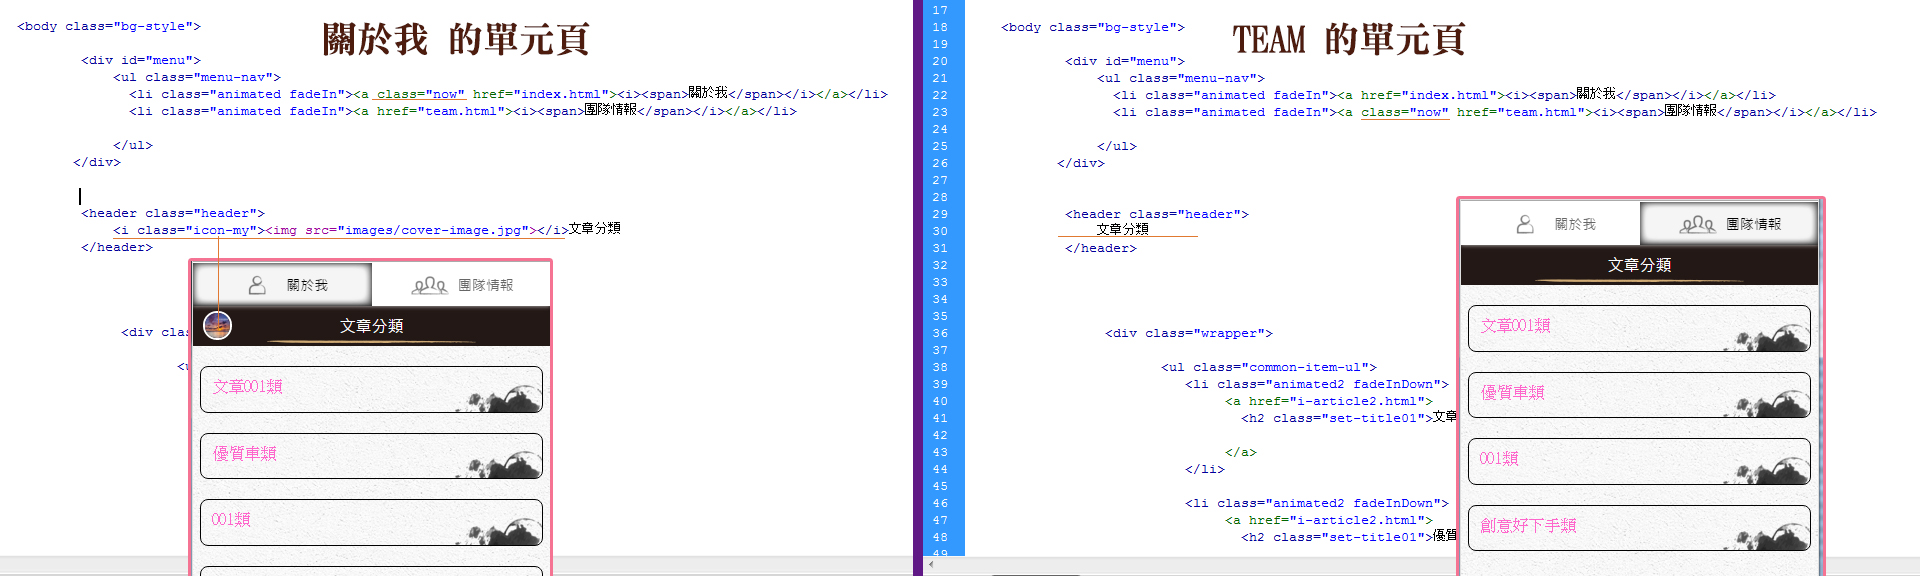 關於我 的單元頁
<body class="bg-style">
<div id="menu">
<ul class="menu-nav">
<li class="animated fadeIn"><a class="now" href="index.html"><i><span>關於我</span></i></a></li>
<li class="animated fadeIn"><a href="team.html"><i><span>團隊情報</span></i></a></li>
</ul>
</div>
<header class="header">
<i class="icon-my"><img src="images/cover-image.jpg"></i>文章分類
</header>
<div clas
<u
關於我 團隊情報
文章分類
文章001類
優質車類
001類
TEAM 的單元頁
17
18 <body class="bg-style">
19
20 <div id="menu">
21 <ul class="menu-nav">
22 <li class="animated fadeIn"><a href="index.html"><i><span>關於我</span></i></a></li>
23 <li class="animated fadeIn"><a class="now" href="team.html"><i><span>團隊情報</span></i></a></li>
24
25 </ul>
26 </div>
27
28
29 <header class="header">
30 文章分類
31 </header>
32
33
34
35
36 <div class="wrapper">
37
38 <ul class="common-item-ul">
39 <li class="animated2 fadeInDown">
40 <a href="i-article2.html">
41 <h2 class="set-title01">文章
42
43 </a>
44 </li>
45
46 <li class="animated2 fadeInDown">
47 <a href="i-article2.html">
48 <h2 class="set-title01">優質
49
關於我 團隊情報
文章分類
文章001類
優質車類
001類
創意好下手類